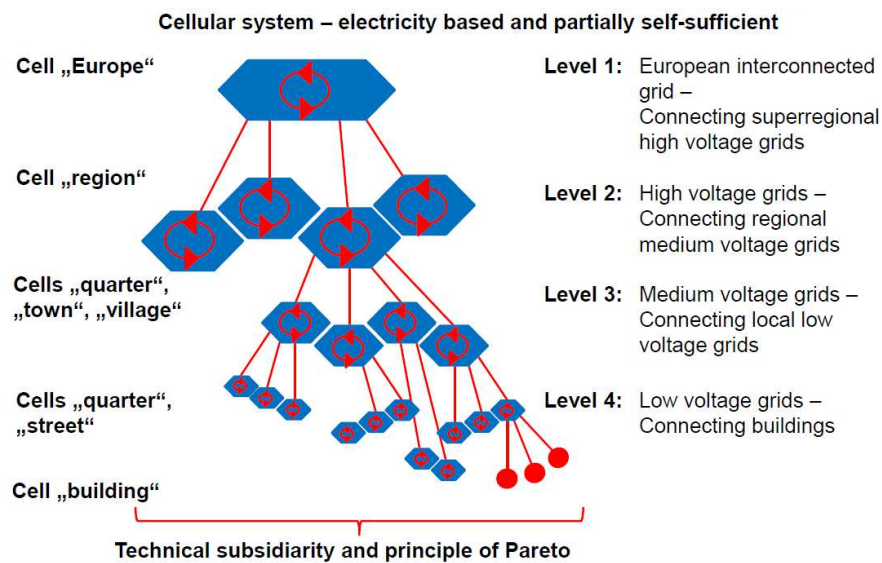 Cellular system – electricity based and partially self-sufficient
Cell „Europe“
Level 1: European interconnected
grid –
Connecting superregional
high voltage grids
Cell „region“
Level 2: High voltage grids –
Connecting regional
medium voltage grids
Cells „quarter“,
„town“, „village“
Level 3: Medium voltage grids –
Connecting local low
voltage grids
Cells „quarter“,
„street“
Level 4: Low voltage grids –
Connecting buildings
Cell „building“
Technical subsidiarity and principle of Pareto